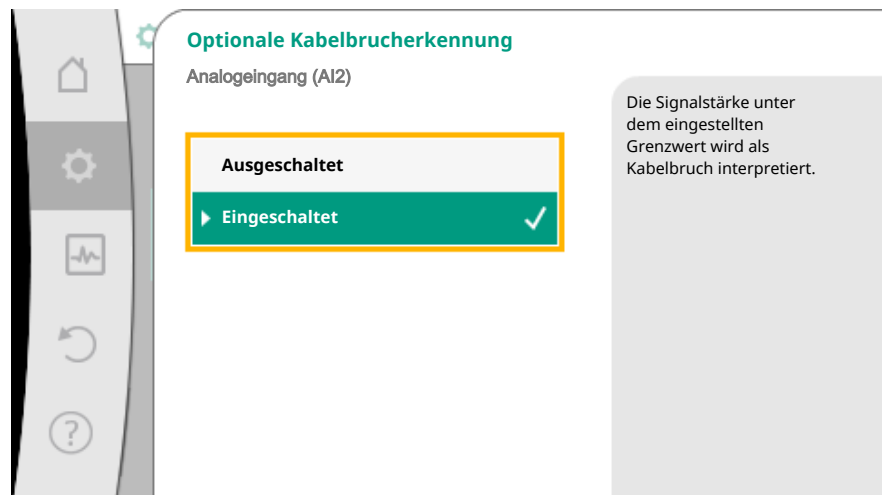 Optionale Kabelbrucherkennung
Analogeingang (AI2)
Ausgeschaltet
Eingeschaltet
Die Signalstärke unter
dem eingestellten
Grenzwert wird als
Kabelbruch interpretiert.